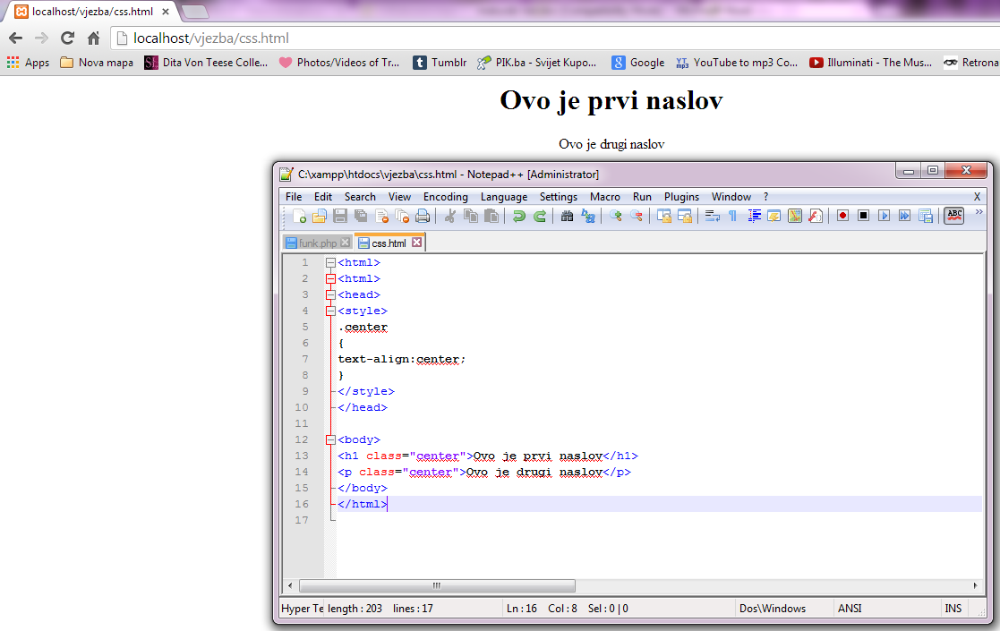 localhost/vjezba/css.html
localhost/vjezba/css.html
Apps Nova mapa Dita Von Teese Colle... Photos/Videos of Tr... Tumblr PIK.ba - Svijet Kupo... Google YouTube to mp3 Co... Illuminati - The Mus... Retrona
Ovo je prvi naslov
Ovo je drugi naslov
C:\xampp\htdocs\vjezba\css.html - Notepad++ [Administrator]
File Edit Search View Encoding Language Settings Macro Run Plugins Window ? X
funk.php css.html
1 <html>
2 <html>
3 <head>
4 <style>
5 .center
6 {
7 text-align:center;
8 }
9 </style>
10 </head>
11
12 <body>
13 <h1 class="center">Ovo je prvi naslov</h1>
14 <p class="center">Ovo je drugi naslov</p>
15 </body>
16 </html>
17
Hyper Te length : 203 lines : 17 Ln : 16 Col : 8 Sel : 0 | 0 Dos\Windows ANSI INS